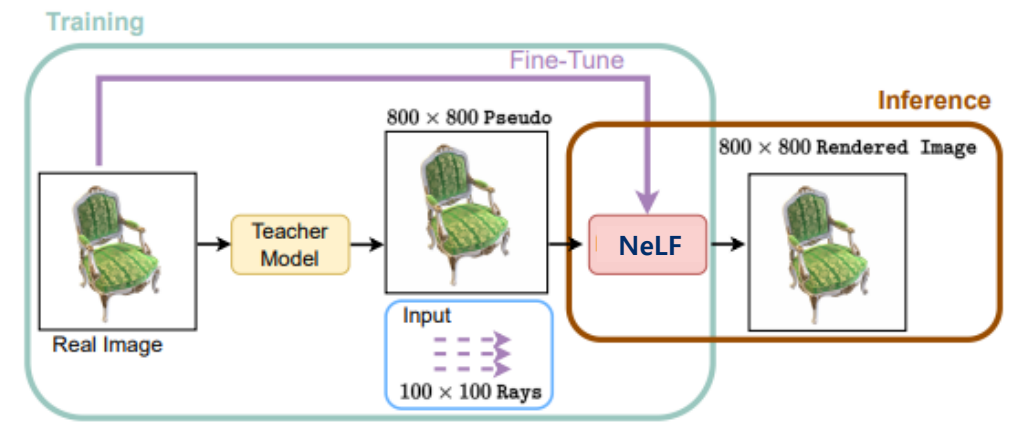 Training
Fine-Tune
Inference
800 × 800 Pseudo
800 × 800 Rendered Image
Teacher
Model
NeLF
Real Image
Input
100 × 100 Rays